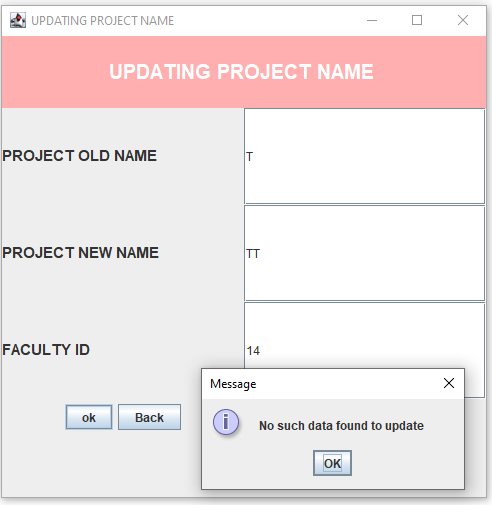 UPDATING PROJECT NAME
UPDATING PROJECT NAME
PROJECT OLD NAME
T
PROJECT NEW NAME
TT
FACULTY ID
14
ok
Back
Message
No such data found to update
OK